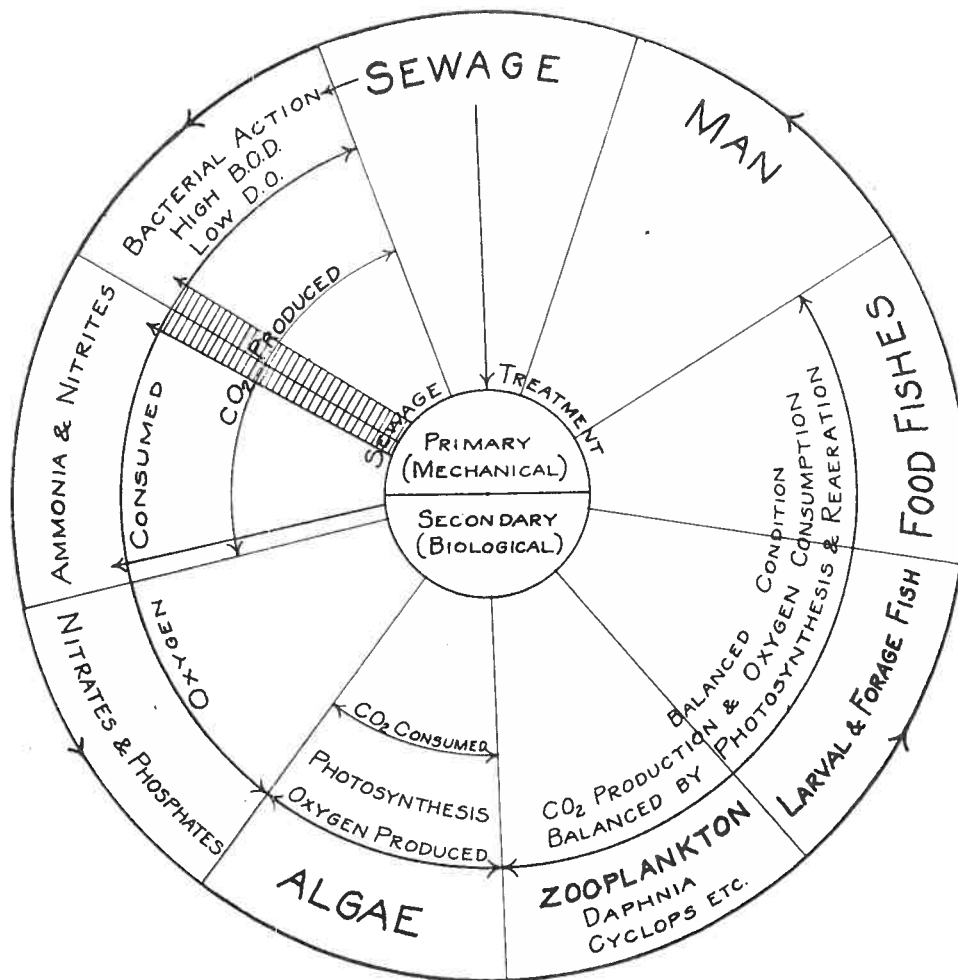 SEWAGE
BACTERIAL ACTION
HIGH B.O.D.
LOW D.O.
CO2 PRODUCED
AMMONIA & NITRITES
CONSUMED
OXYGEN
NITRATES & PHOSPHATES
CO2 CONSUMED
PHOTOSYNTHESIS
OXYGEN PRODUCED
ALGAE
ZOOPLANKTON
DAPHNIA
CYCLOPS ETC.
BALANCED CONDITION
CO2 PRODUCTION & OXYGEN CONSUMPTION
BALANCED BY PHOTOSYNTHESIS & REAERATION
LARVAL & FORAGE FISH
FOOD FISHES
MAN
SEWAGE TREATMENT
PRIMARY
(MECHANICAL)
SECONDARY
(BIOLOGICAL)